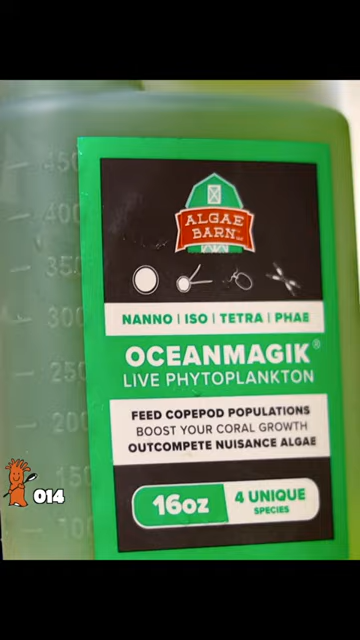 450
400
350
300
250
200
150
100
ALGAE
BARN
NANNO | ISO | TETRA | PHAE
OCEANMAGIK®
LIVE PHYTOPLANKTON
FEED COPEPOD POPULATIONS
BOOST YOUR CORAL GROWTH
OUTCOMPETE NUISANCE ALGAE
16oz
4 UNIQUE
SPECIES
014